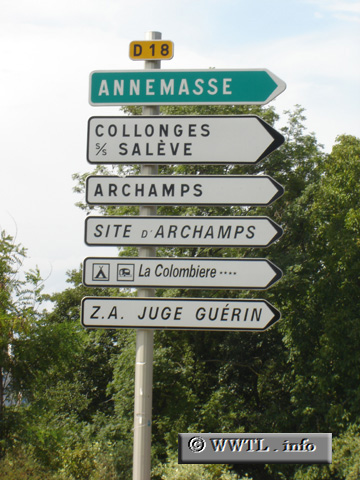 D 18
ANNEMASSE
COLLONGES
S/S SALÈVE
ARCHAMPS
SITE D'ARCHAMPS
La Colombiere ****
Z.A. JUGE GUÉRIN
© WWTL . info